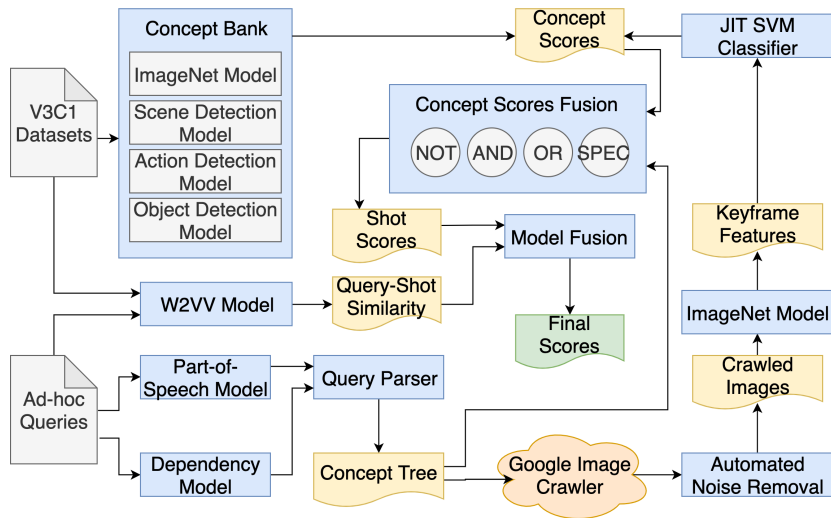 Concept Bank
ImageNet Model
Scene Detection
Model
Action Detection
Model
Object Detection
Model
V3C1
Datasets
Concept
Scores
JIT SVM
Classifier
Concept Scores Fusion
NOT
AND
OR
SPEC
Shot
Scores
Model Fusion
Keyframe
Features
W2VV Model
Query-Shot
Similarity
Final
Scores
ImageNet Model
Ad-hoc
Queries
Part-of-
Speech Model
Query Parser
Crawled
Images
Dependency
Model
Concept Tree
Google Image
Crawler
Automated
Noise Removal